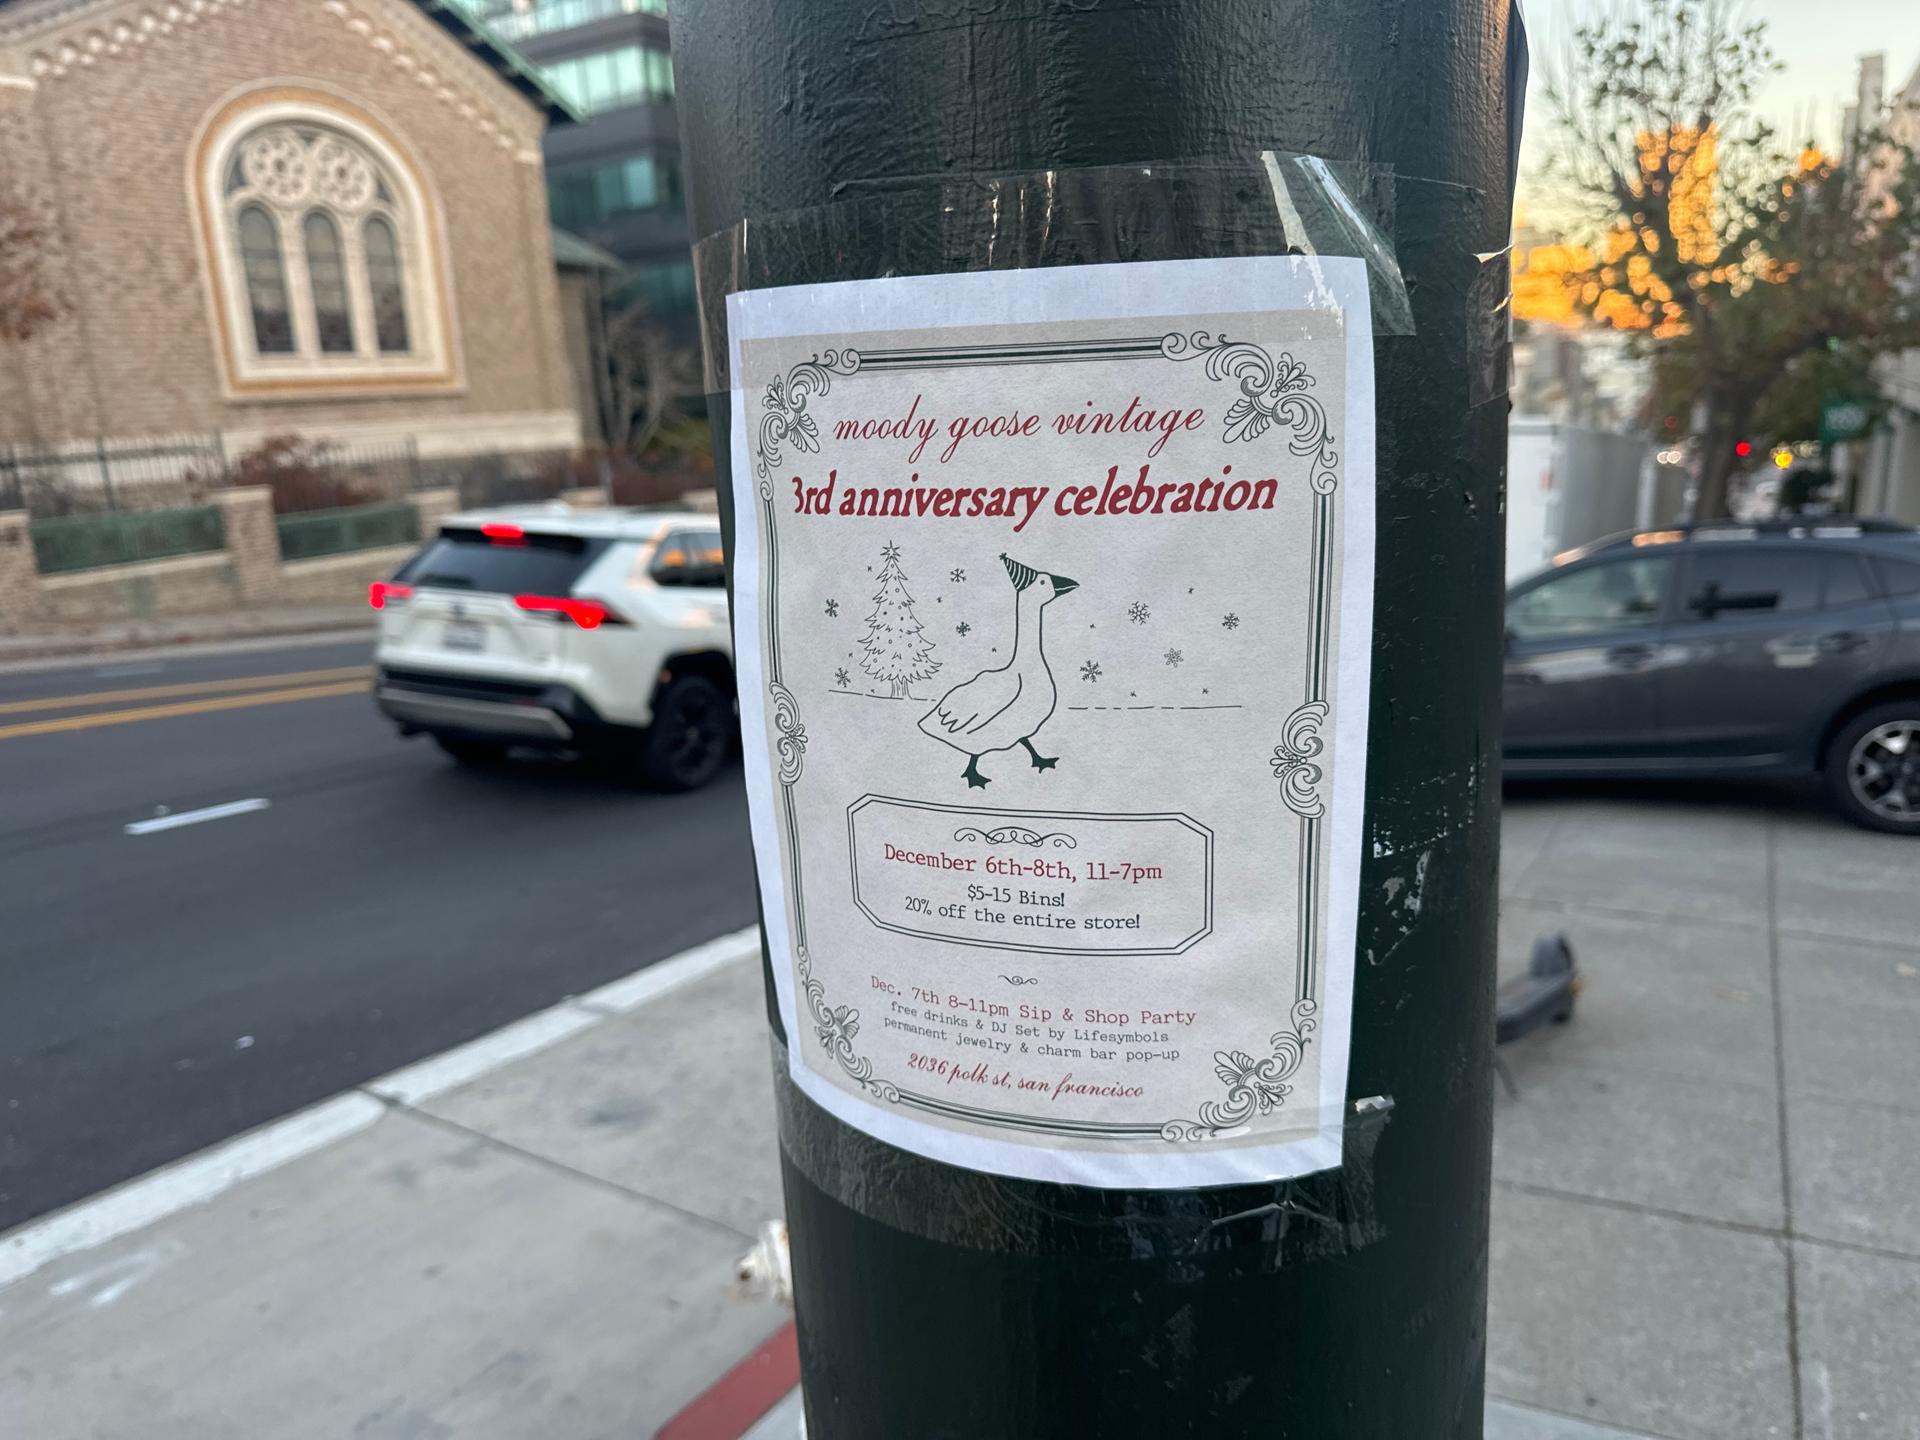 moody goose vintage
3rd anniversary celebration
December 6th-8th, 11-7pm
$5-15 Bins!
20% off the entire store!
Dec. 7th 8-11pm Sip & Shop Party
free drinks & DJ Set by Lifesymbols
permanent jewelry & charm bar pop-up
2036 polk st, san francisco